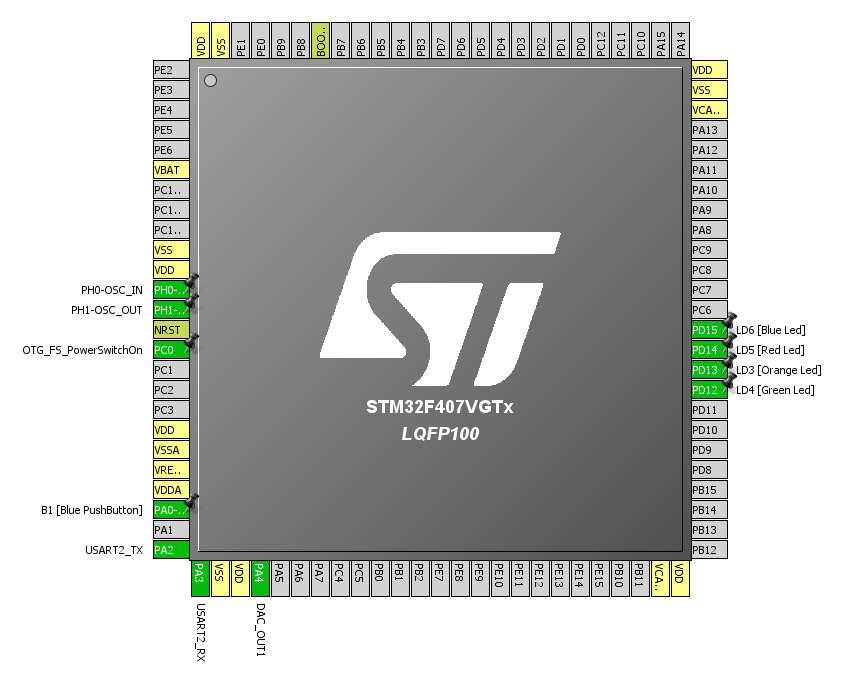 VDD
VSS
PE1
PE0
PB9
PB8
BOO..
PB7
PB6
PB5
PB4
PB3
PD7
PD6
PD5
PD4
PD3
PD2
PD1
PD0
PC12
PC11
PC10
PA15
PA14
PE2
PE3
PE4
PE5
PE6
VBAT
PC1..
PC1..
PC1..
VSS
VDD
PH0-OSC_IN PH0-..
PH1-OSC_OUT PH1-..
NRST
OTG_FS_PowerSwitchOn PC0
PC1
PC2
PC3
VDD
VSSA
VRE..
VDDA
B1 [Blue PushButton] PA0-..
PA1
USART2_TX PA2
ST
STM32F407VGTx
LQFP100
VDD
VSS
VCA..
PA13
PA12
PA11
PA10
PA9
PA8
PC9
PC8
PC7
PC6
PD15 LD6 [Blue Led]
PD14 LD5 [Red Led]
PD13 LD3 [Orange Led]
PD12 LD4 [Green Led]
PD11
PD10
PD9
PD8
PB15
PB14
PB13
PB12
PA3
VSS
VDD
PA4
PA5
PA6
PA7
PC4
PC5
PB0
PB1
PB2
PE7
PE8
PE9
PE10
PE11
PE12
PE13
PE14
PE15
PB10
PB11
VCA..
VDD
USART2_RX
DAC_OUT1